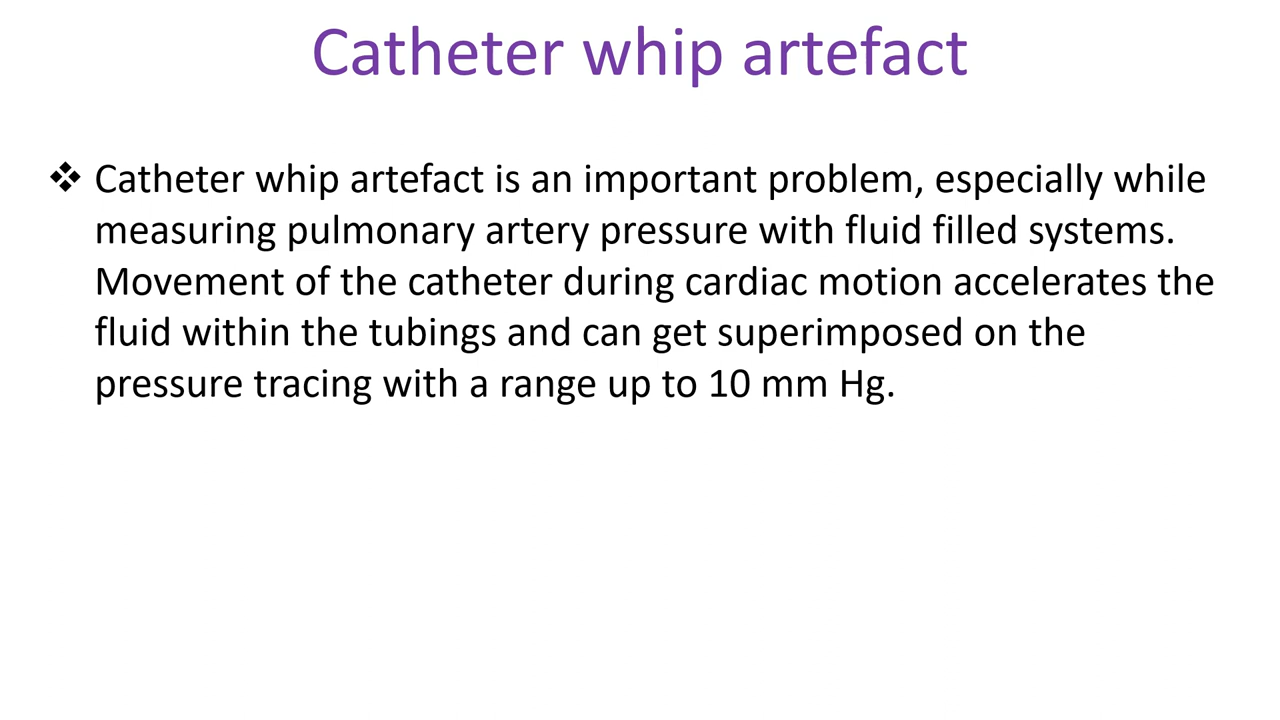 Catheter whip artefact
❖ Catheter whip artefact is an important problem, especially while
measuring pulmonary artery pressure with fluid filled systems.
Movement of the catheter during cardiac motion accelerates the
fluid within the tubings and can get superimposed on the
pressure tracing with a range up to 10 mm Hg.